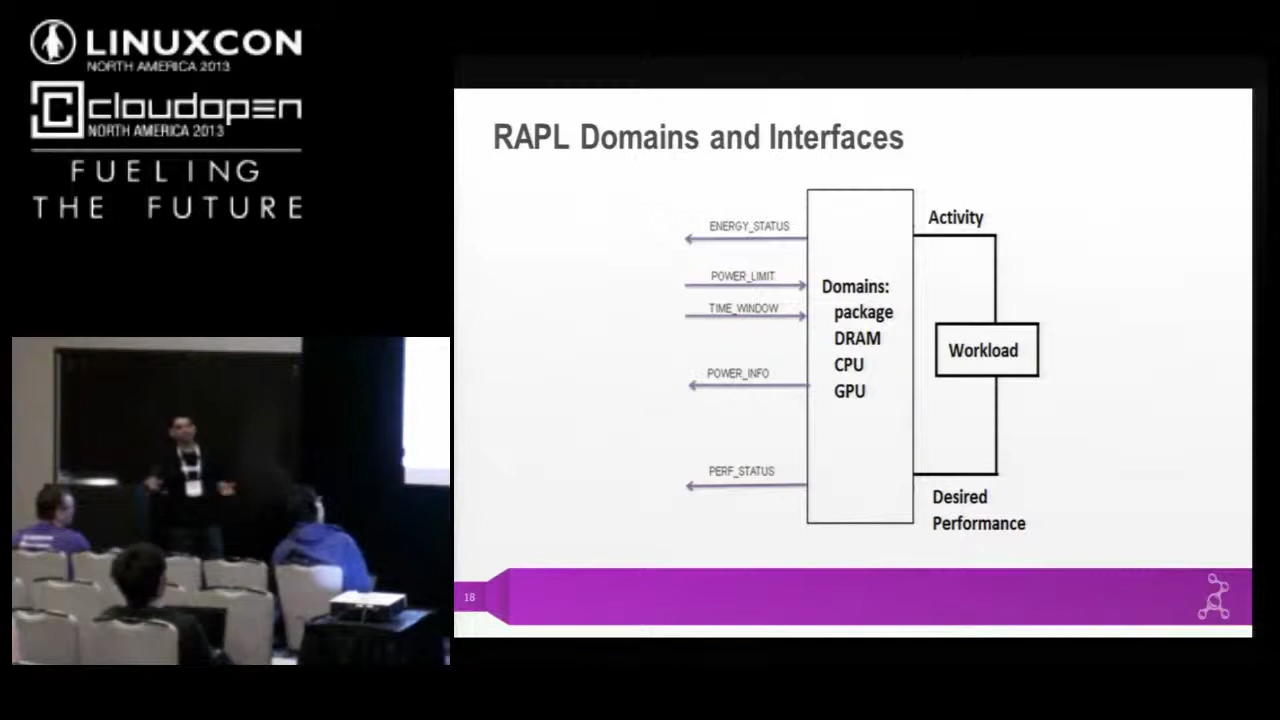 LINUXCON
NORTH AMERICA 2013
cloudopen
NORTH AMERICA 2013
FUELING
THE FUTURE
RAPL Domains and Interfaces
ENERGY_STATUS
POWER_LIMIT
TIME_WINDOW
POWER_INFO
PERF_STATUS
Domains:
package
DRAM
CPU
GPU
Activity
Workload
Desired
Performance
18